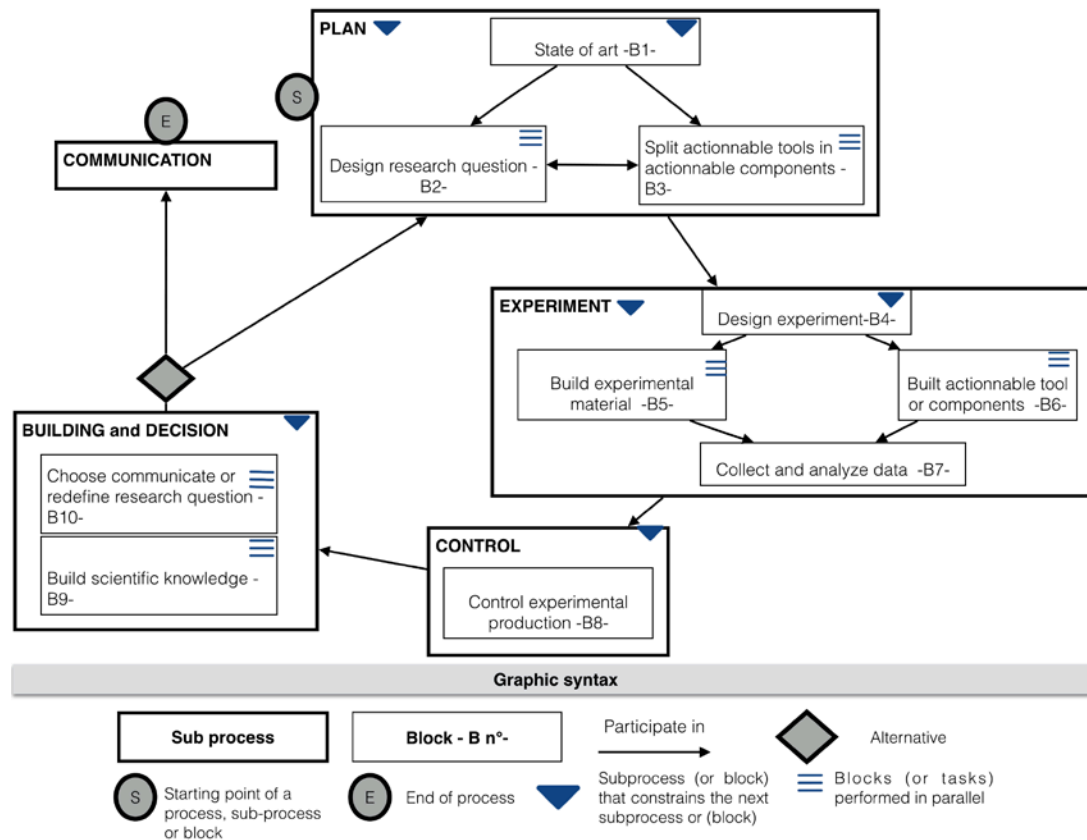 PLAN
State of art -B1-
S
E
COMMUNICATION
Design research question -
B2-
Split actionnable tools in
actionnable components -
B3-
EXPERIMENT
Design experiment-B4-
Build experimental
material -B5-
Built actionnable tool
or components -B6-
Collect and analyze data -B7-
BUILDING and DECISION
Choose communicate or
redefine research question -
B10-
Build scientific knowledge -
B9-
CONTROL
Control experimental
production -B8-
Graphic syntax
Sub process
Block - B n°-
Participate in
Alternative
S
Starting point of a
process, sub-process
or block
E
End of process
Subprocess (or block)
that constrains the next
subprocess or (block)
Blocks (or tasks)
performed in parallel